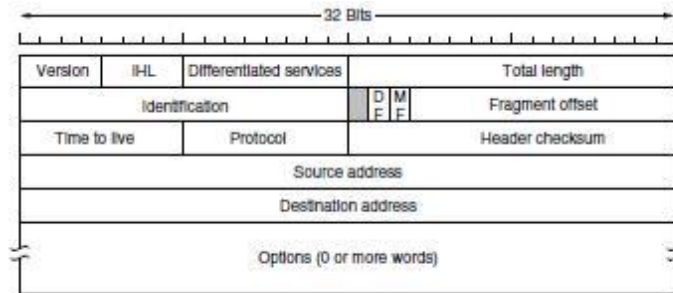 32 Bits
Version IHL Differentiated services Total length
Identification D F M F Fragment offset
Time to live Protocol Header checksum
Source address
Destination address
Options (0 or more words)